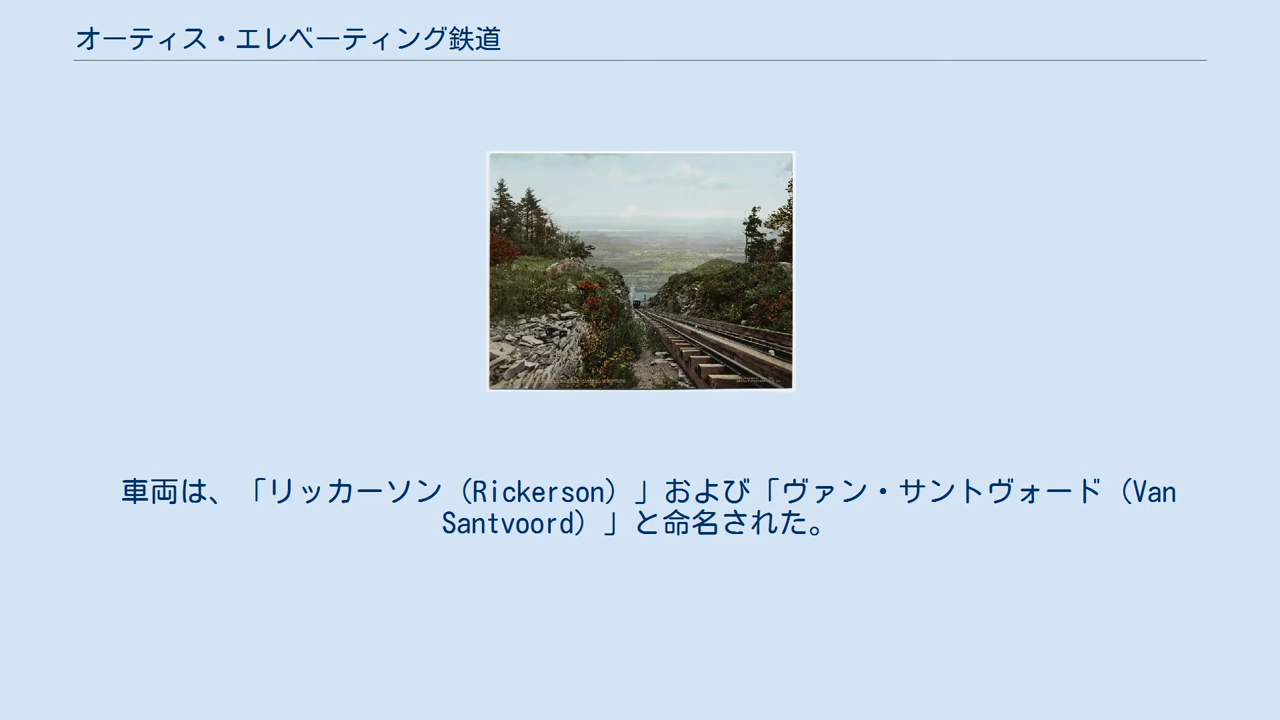 オーティス・エレベーティング鉄道
車両は、「リッカーソン（Rickerson）」および「ヴァン・サントヴォード（Van
Santvoord）」と命名された。